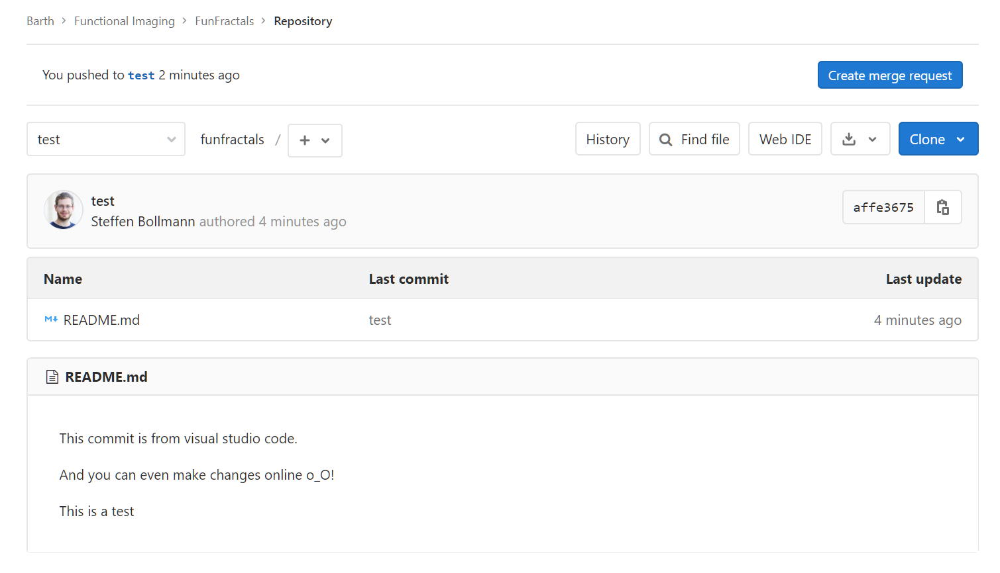 Barth > Functional Imaging > FunFractals > Repository
You pushed to test 2 minutes ago
Create merge request
test
funfractals / +
History
Find file
Web IDE
Clone
test
Steffen Bollmann authored 4 minutes ago
affe3675
Name Last commit Last update
M README.md test 4 minutes ago
README.md
This commit is from visual studio code.
And you can even make changes online o_O!
This is a test